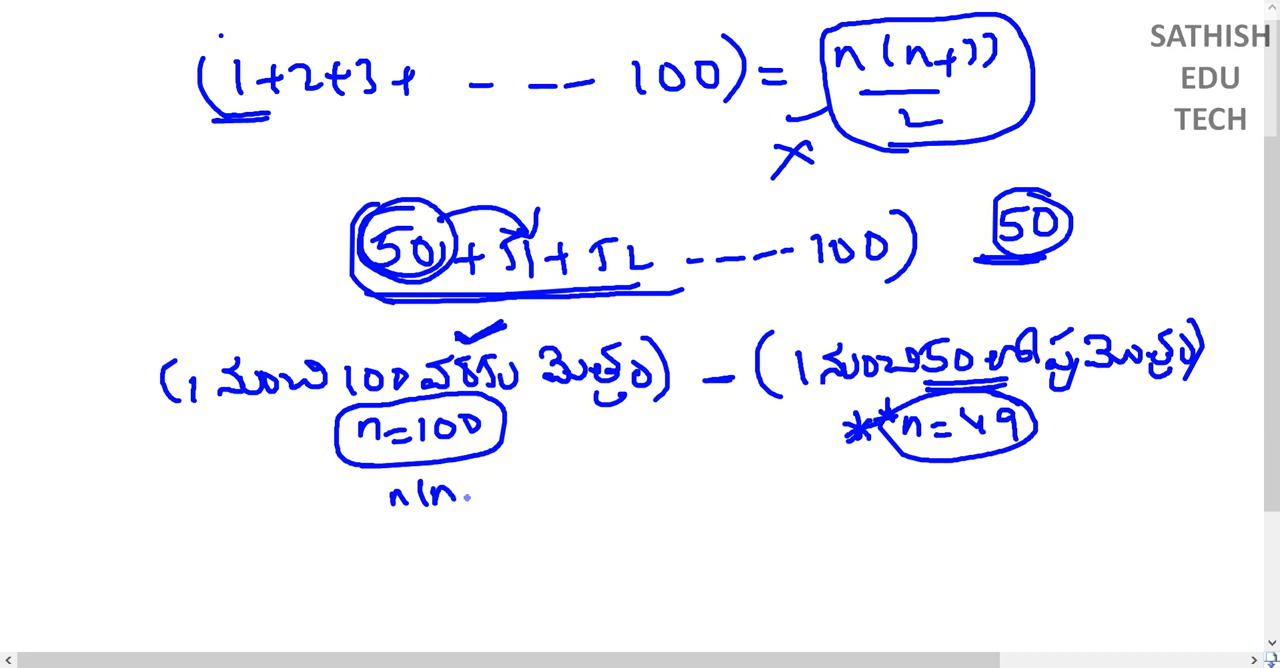 SATHISH
EDU
TECH
(1+2+3+ - -- -- 100) = n(n+1)
2
×
50 + 51 + 52 ------ 100) 50
(1 నుంచి 100 వరకు మొత్తం) - (1 నుంచి 50 మొత్తం)
n=100 ** n=49
n(n